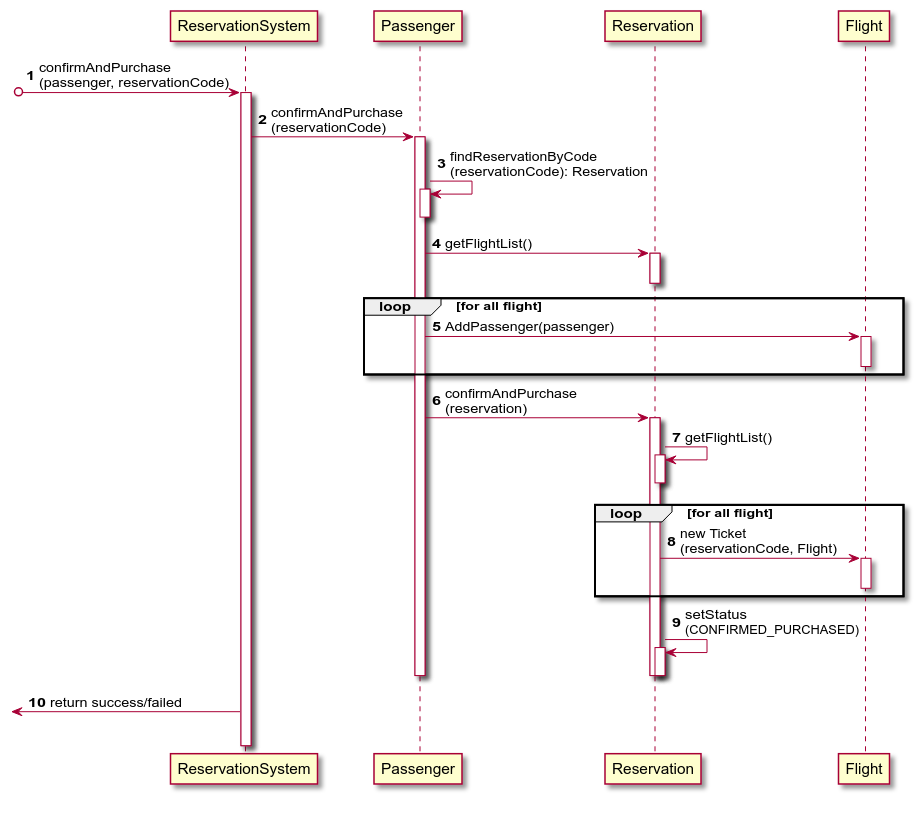 ReservationSystem
Passenger
Reservation
Flight
1 confirmAndPurchase
(passenger, reservationCode)
2 confirmAndPurchase
(reservationCode)
3 findReservationByCode
(reservationCode): Reservation
4 getFlightList()
loop [for all flight]
5 AddPassenger(passenger)
6 confirmAndPurchase
(reservation)
7 getFlightList()
loop [for all flight]
8 new Ticket
(reservationCode, Flight)
9 setStatus
(CONFIRMED_PURCHASED)
10 return success/failed
ReservationSystem
Passenger
Reservation
Flight